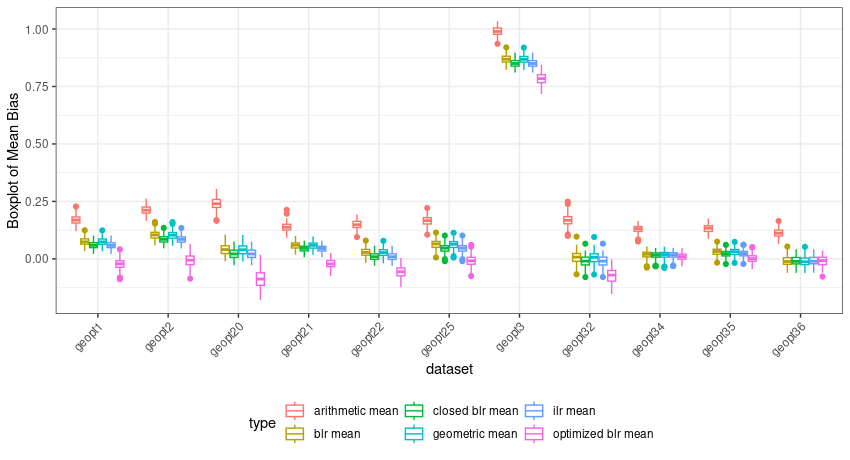 1.00
0.75
0.50
0.25
0.00
Boxplot of Mean Bias
geopt1
geopt2
geopt20
geopt21
geopt22
geopt25
geopt3
geopt32
geopt34
geopt35
geopt36
dataset
type
arithmetic mean
closed blr mean
ilr mean
blr mean
geometric mean
optimized blr mean